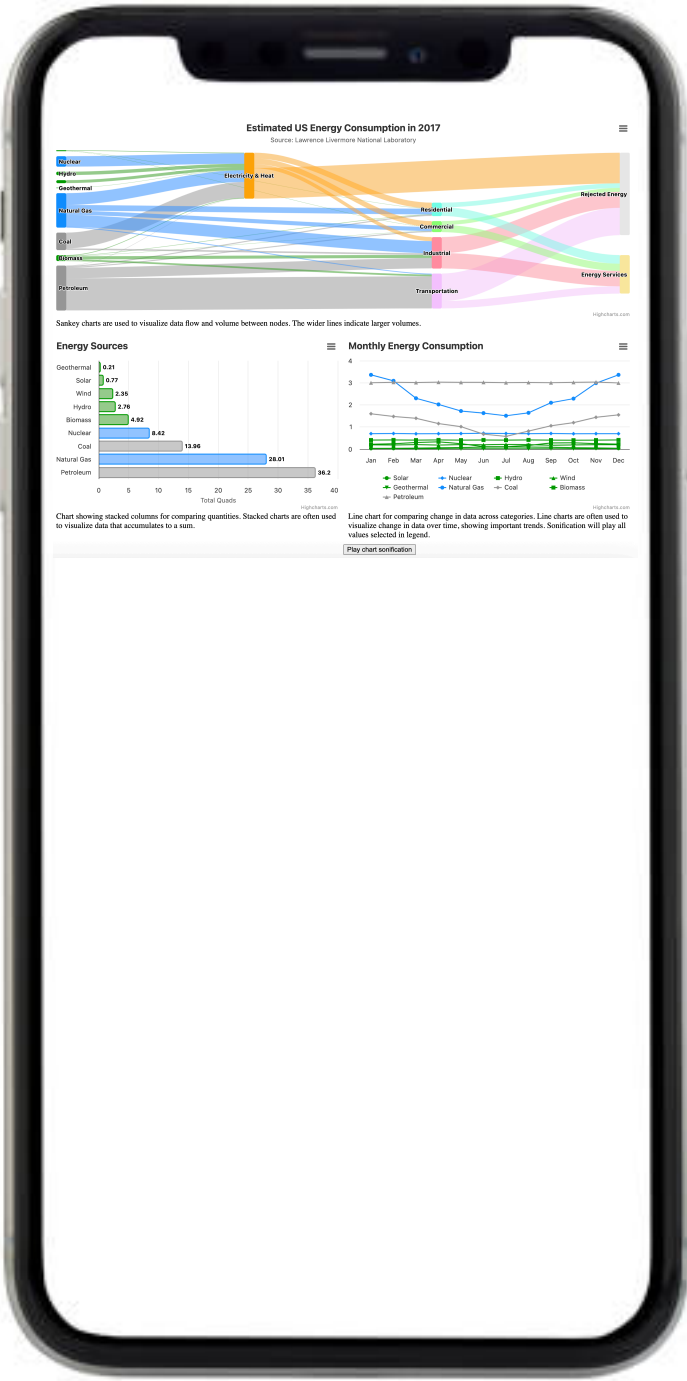 Estimated US Energy Consumption in 2017
Source: Lawrence Livermore National Laboratory
Nuclear
Hydro
Geothermal
Natural Gas
Coal
Biomass
Petroleum
Electricity & Heat
Residential
Commercial
Industrial
Transportation
Rejected Energy
Energy Services
Highcharts.com
Sankey charts are used to visualize data flow and volume between nodes. The wider lines indicate larger volumes.
Energy Sources
Geothermal 0.21
Solar 0.77
Wind 2.35
Hydro 2.76
Biomass 4.92
Nuclear 8.42
Coal 13.96
Natural Gas 28.01
Petroleum 36.2
0 5 10 15 20 25 30 35 40
Total Quads
Highcharts.com
Chart showing stacked columns for comparing quantities. Stacked charts are often used
to visualize data that accumulates to a sum.
Monthly Energy Consumption
4
3
2
1
0
Jan Feb Mar Apr May Jun Jul Aug Sep Oct Nov Dec
Solar Nuclear Hydro Wind
Geothermal Natural Gas Coal Biomass
Petroleum
Highcharts.com
Line chart for comparing change in data across categories. Line charts are often used to
visualize change in data over time, showing important trends. Sonification will play all
values selected in legend.
Play chart sonification